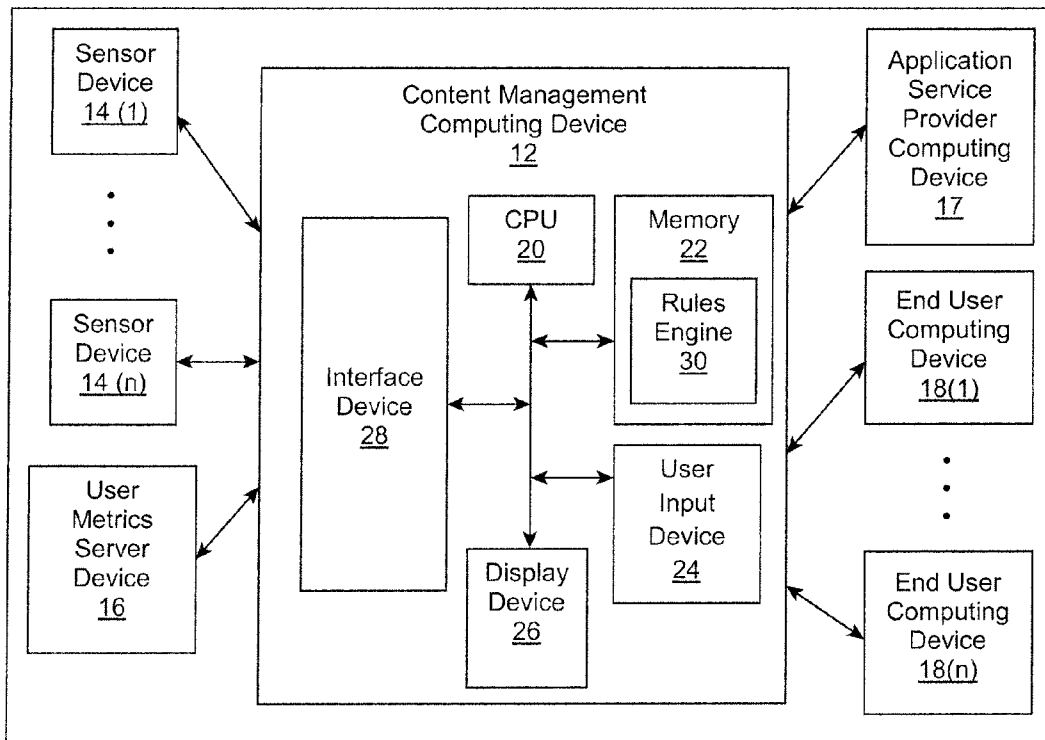 Sensor
Device
14 (1)
Sensor
Device
14 (n)
User
Metrics
Server
Device
16
Content Management
Computing Device
12
Interface
Device
28
CPU
20
Memory
22
Rules
Engine
30
User
Input
Device
24
Display
Device
26
Application
Service
Provider
Computing
Device
17
End User
Computing
Device
18(1)
End User
Computing
Device
18(n)